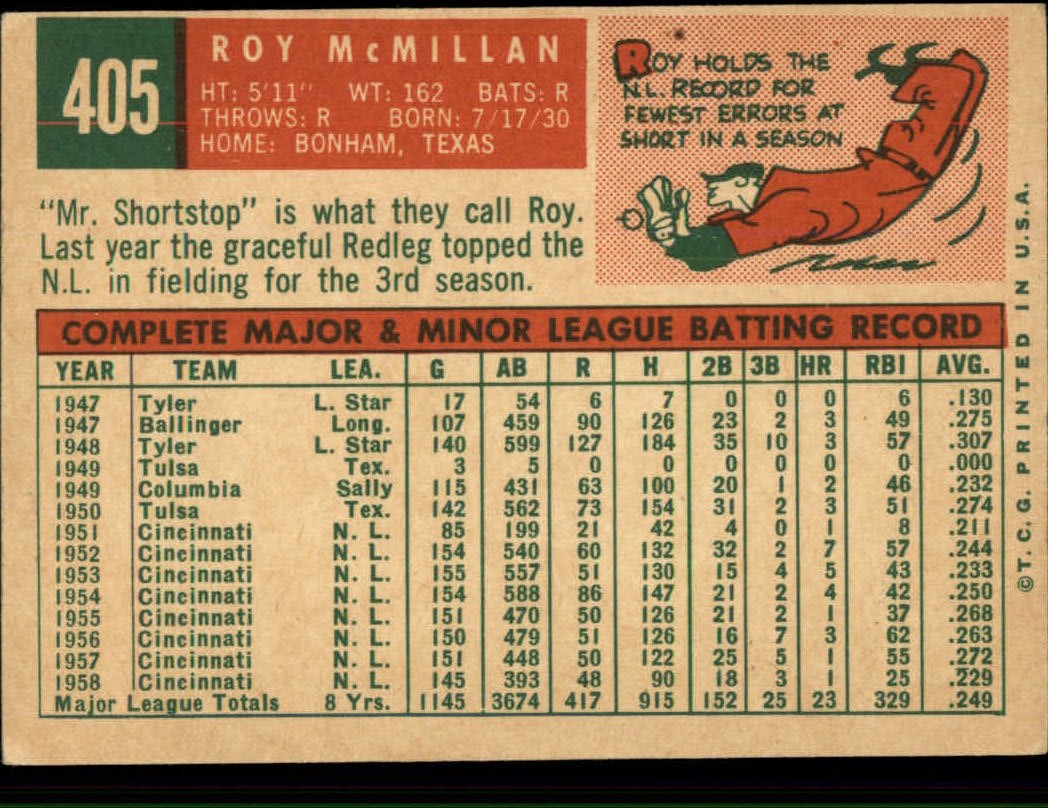 405
ROY McMILLAN
HT: 5'11" WT: 162 BATS: R
THROWS: R BORN: 7/17/30
HOME: BONHAM, TEXAS
ROY HOLDS THE
N.L. RECORD FOR
FEWEST ERRORS AT
SHORT IN A SEASON
"Mr. Shortstop" is what they call Roy.
Last year the graceful Redleg topped the
N.L. in fielding for the 3rd season.
COMPLETE MAJOR & MINOR LEAGUE BATTING RECORD
YEAR TEAM LEA. G AB R H 2B 3B HR RBI AVG.
1947 Tyler L. Star 17 54 6 7 0 0 0 6 .130
1947 Ballinger Long. 107 459 90 126 23 2 3 49 .275
1948 Tyler L. Star 140 599 127 184 35 10 3 57 .307
1949 Tulsa Tex. 3 5 0 0 0 0 0 0 .000
1949 Columbia Sally 115 431 63 100 20 1 2 46 .232
1950 Tulsa Tex. 142 562 73 154 31 2 3 51 .274
1951 Cincinnati N. L. 85 199 21 42 4 0 1 8 .211
1952 Cincinnati N. L. 154 540 60 132 32 2 7 57 .244
1953 Cincinnati N. L. 155 557 51 130 15 4 5 43 .233
1954 Cincinnati N. L. 154 588 86 147 21 2 4 42 .250
1955 Cincinnati N. L. 151 470 50 126 21 2 1 37 .268
1956 Cincinnati N. L. 150 479 51 126 16 7 3 62 .263
1957 Cincinnati N. L. 151 448 50 122 25 5 1 55 .272
1958 Cincinnati N. L. 145 393 48 90 18 3 1 25 .229
Major League Totals 8 Yrs. 1145 3674 417 915 152 25 23 329 .249
©T. C. G. PRINTED IN U.S.A.